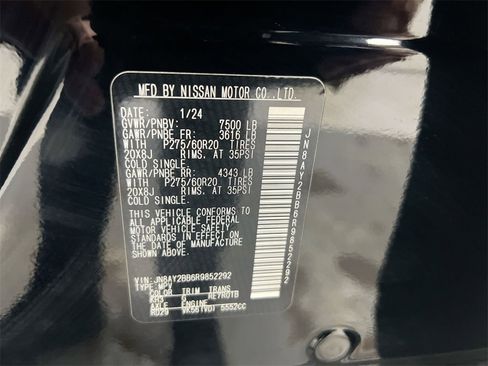 MFD BY NISSAN MOTOR CO.,LTD.
DATE: 1/24
GVWR/PNBV: 7500 LB
GAWR/PNBE FR: 3616 LB
WITH P275/60R20 TIRES
20X8J RIMS, AT 35PSI
COLD SINGLE.
GAWR/PNBE RR: 4343 LB
WITH P275/60R20 TIRES
20X8J RIMS, AT 35PSI
COLD SINGLE.
THIS VEHICLE CONFORMS TO
ALL APPLICABLE FEDERAL
MOTOR VEHICLE SAFETY
STANDARDS IN EFFECT ON
THE DATE OF MANUFACTURE
SHOWN ABOVE.
JN8AY2BB6R9852292
TYPE: MPV
COLOR TRIM TRANS
KH3 G RE7R01B
AXLE ENGINE
RD29 VK56(VD) 5552CC
JN8AY2BB6R9852292